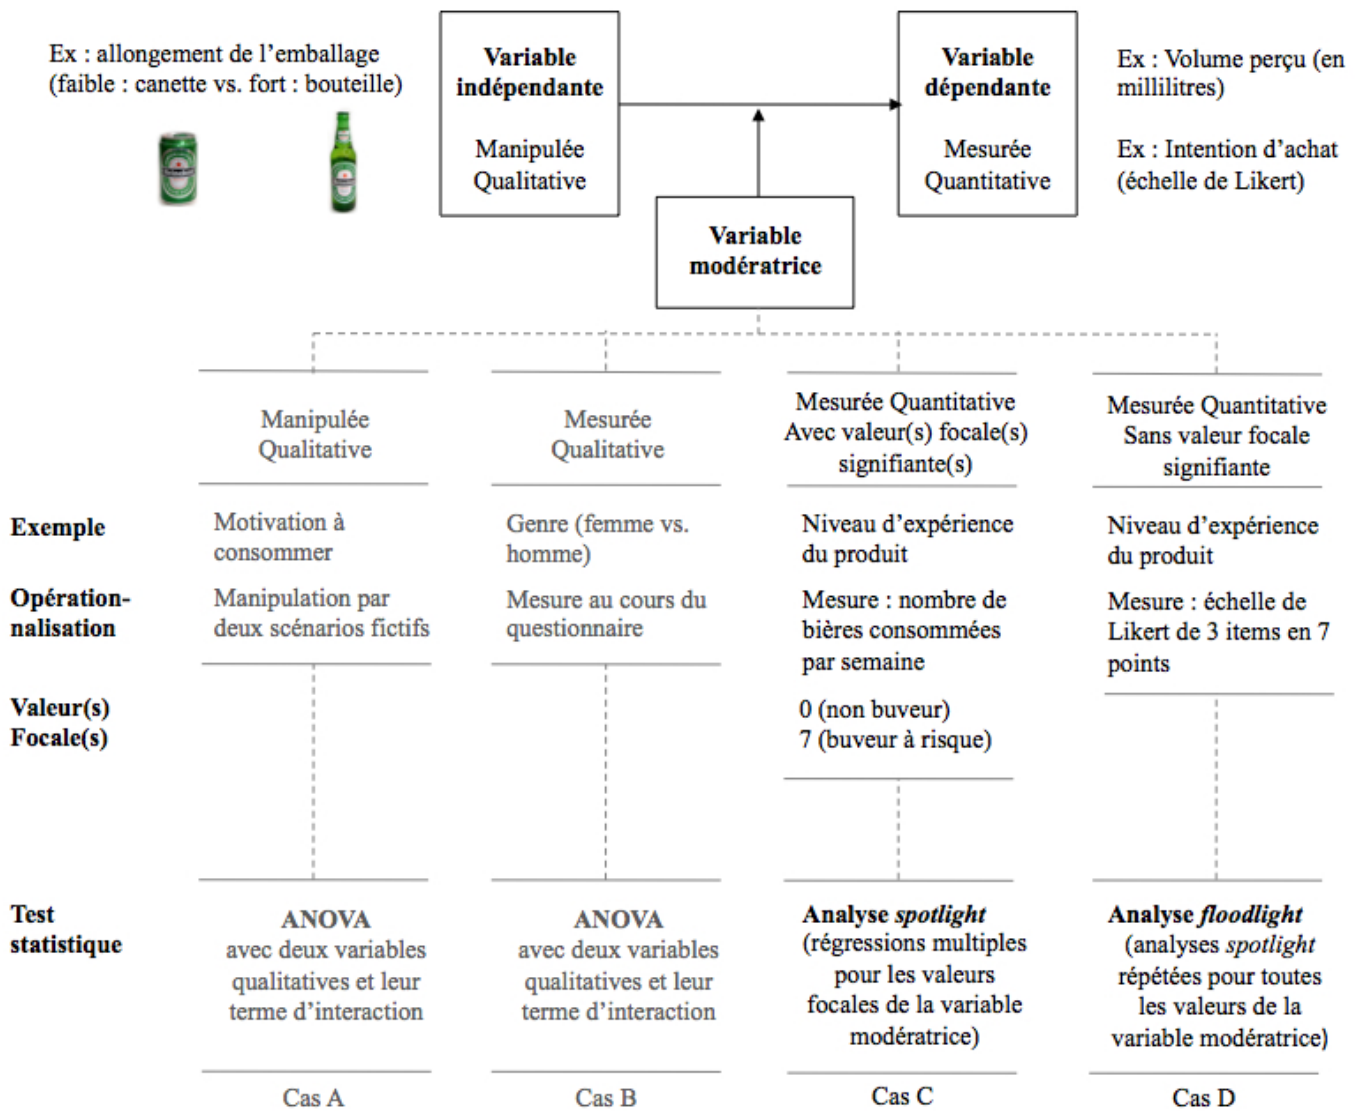 Ex : allongement de l’emballage
(faible : canette vs. fort : bouteille)
Variable
indépendante
Manipulée
Qualitative
Variable
dépendante
Mesurée
Quantitative
Ex : Volume perçu (en
millilitres)
Ex : Intention d’achat
(échelle de Likert)
Variable
modératrice
Manipulée
Qualitative
Mesurée
Qualitative
Mesurée Quantitative
Avec valeur(s) focale(s)
signifiante(s)
Mesurée Quantitative
Sans valeur focale
signifiante
Exemple
Motivation à
consommer
Genre (femme vs.
homme)
Niveau d’expérience
du produit
Niveau d’expérience
du produit
Opération-
nalisation
Manipulation par
deux scénarios fictifs
Mesure au cours du
questionnaire
Mesure : nombre de
bières consommées
par semaine
Mesure : échelle de
Likert de 3 items en 7
points
Valeur(s)
Focale(s)
0 (non buveur)
7 (buveur à risque)
Test
statistique
ANOVA
avec deux variables
qualitatives et leur
terme d’interaction
ANOVA
avec deux variables
qualitatives et leur
terme d’interaction
Analyse spotlight
(régressions multiples
pour les valeurs
focales de la variable
modératrice)
Analyse floodlight
(analyses spotlight
répétées pour toutes
les valeurs de la
variable modératrice)
Cas A
Cas B
Cas C
Cas D